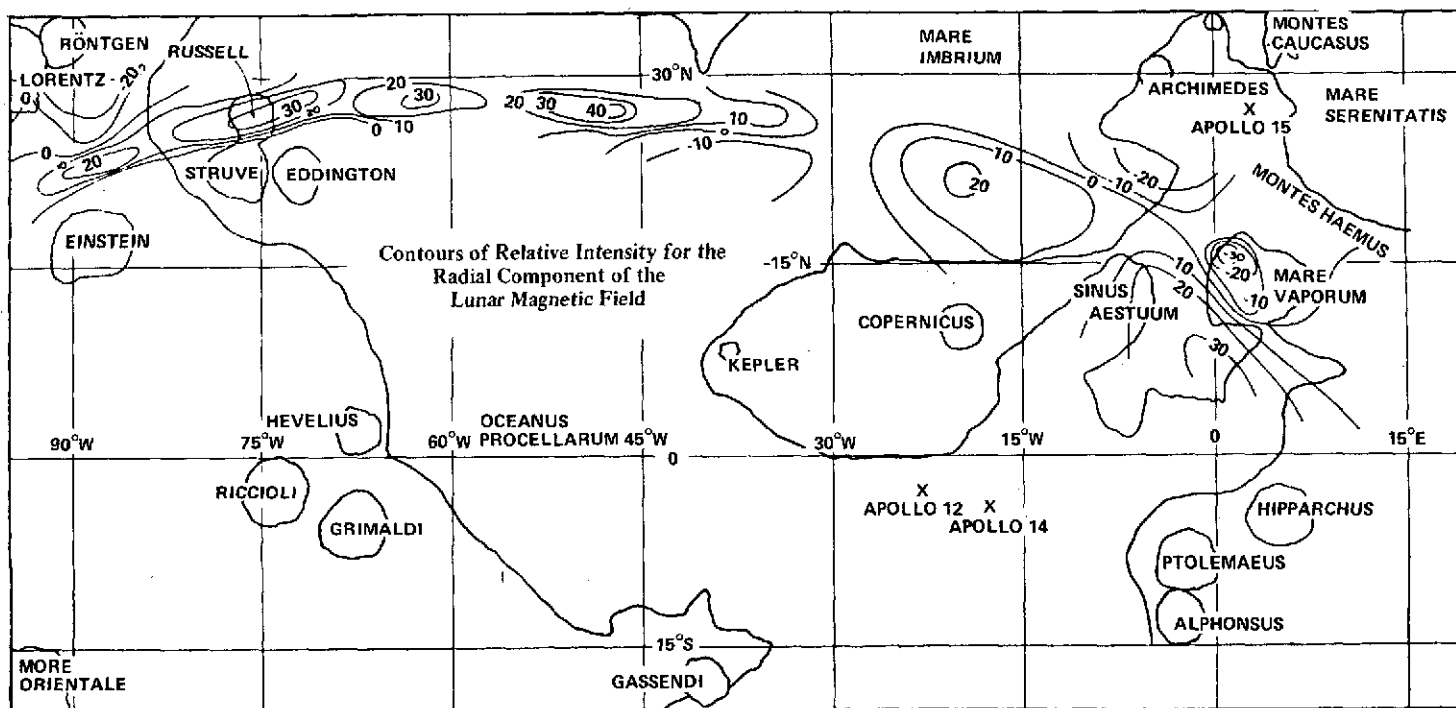 RÖNTGEN
RUSSELL
LORENTZ
-20
0
20
30
30
20
10
0
30°N
20
30
40
10
0
-10
MARE
IMBRIUM
MONTES
CAUCASUS
ARCHIMEDES
X
APOLLO 15
MARE
SERENITATIS
0
20
STRUVE
EDDINGTON
EINSTEIN
10
20
0
-10
-20
MONTES HAEMUS
Contours of Relative Intensity for the
Radial Component of the
Lunar Magnetic Field
-15°N
10
20
30
-20
-10
MARE
VAPORUM
SINUS
AESTUUM
COPERNICUS
KEPLER
HEVELIUS
OCEANUS
PROCELLARUM
90°W
75°W
60°W
45°W
30°W
15°W
0
15°E
0
RICCIOLI
GRIMALDI
X
APOLLO 12
X
APOLLO 14
HIPPARCHUS
PTOLEMAEUS
ALPHONSUS
15°S
GASSENDI
MORE
ORIENTALE